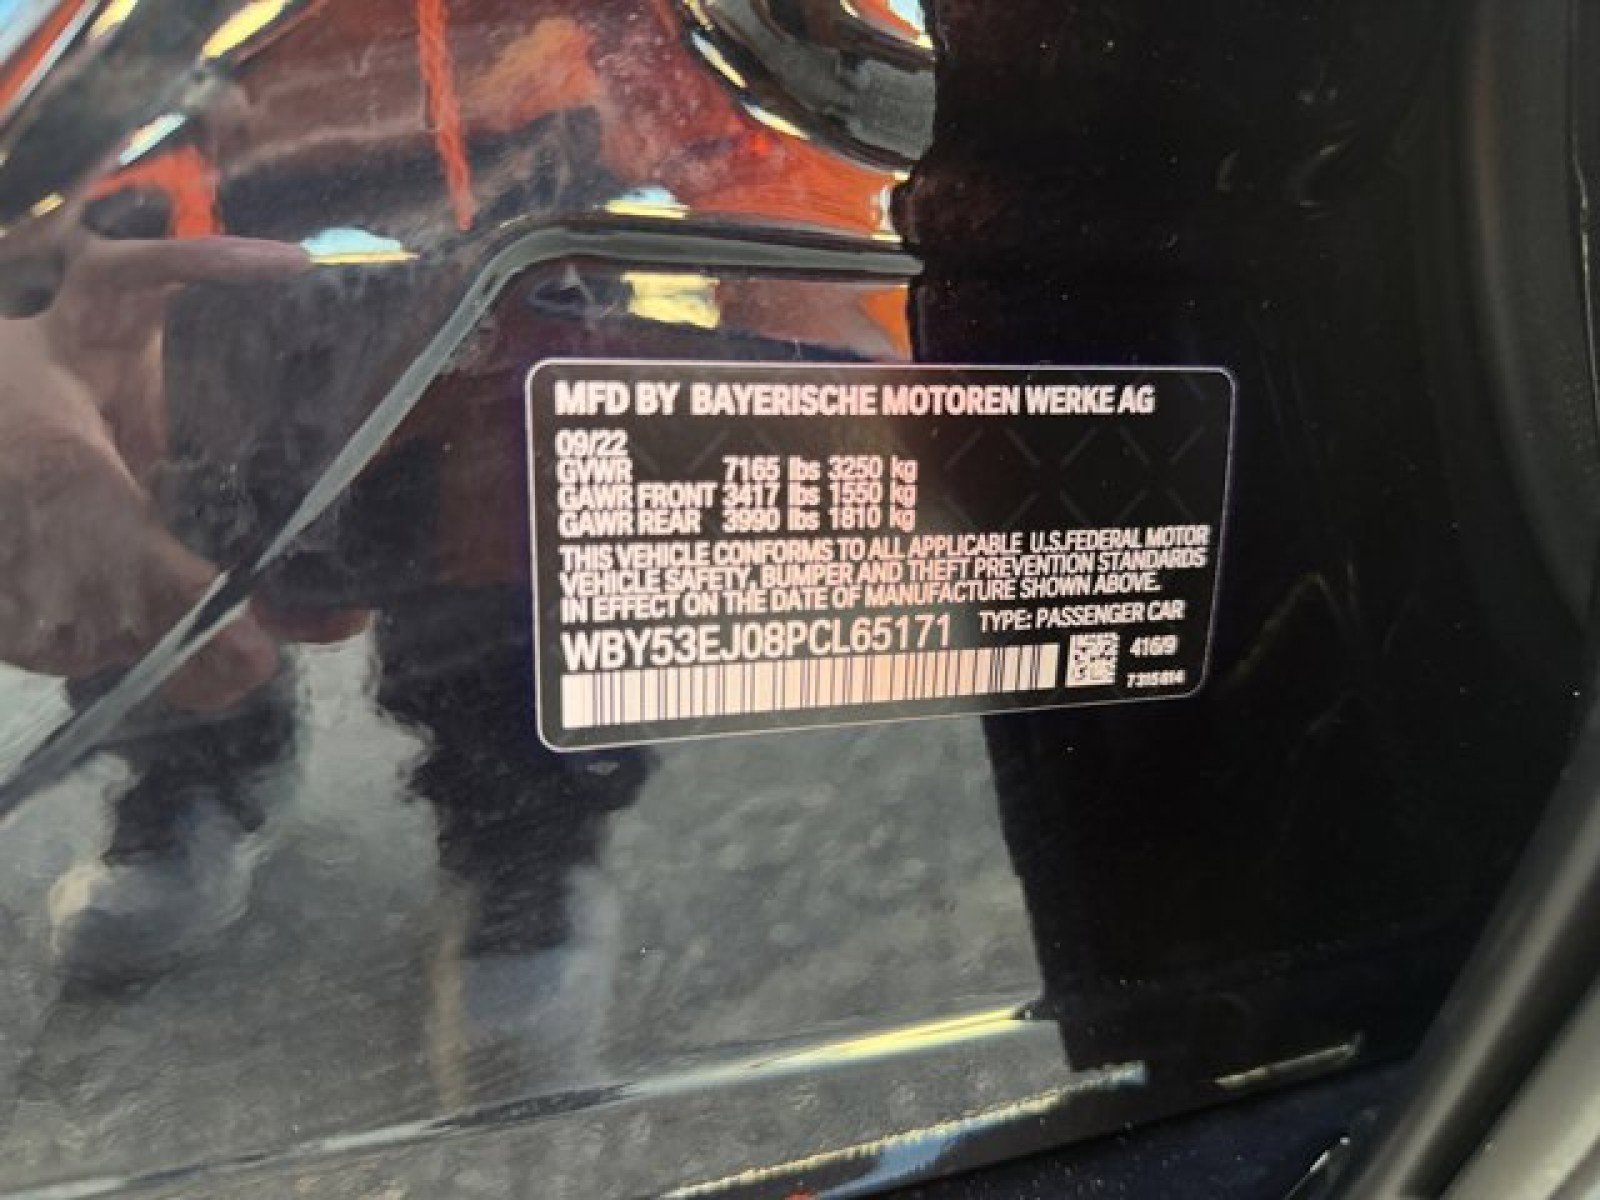 MFD BY BAYERISCHE MOTOREN WERKE AG
09/22
GVWR 7165 lbs 3250 kg
GAWR FRONT 3417 lbs 1550 kg
GAWR REAR 3990 lbs 1810 kg
THIS VEHICLE CONFORMS TO ALL APPLICABLE U.S.FEDERAL MOTOR
VEHICLE SAFETY, BUMPER AND THEFT PREVENTION STANDARDS
IN EFFECT ON THE DATE OF MANUFACTURE SHOWN ABOVE.
WBY53EJ08PCL65171 TYPE: PASSENGER CAR
416/9